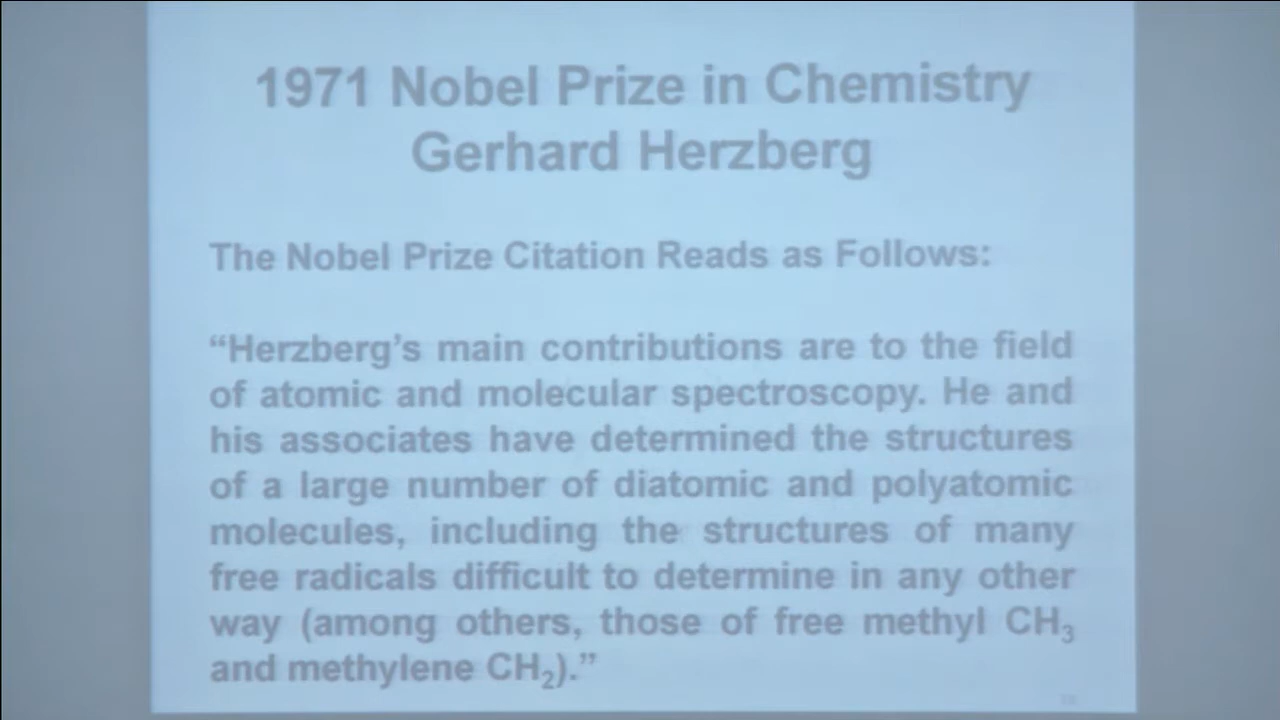 1971 Nobel Prize in Chemistry
Gerhard Herzberg
The Nobel Prize Citation Reads as Follows:
“Herzberg’s main contributions are to the field
of atomic and molecular spectroscopy. He and
his associates have determined the structures
of a large number of diatomic and polyatomic
molecules, including the structures of many
free radicals difficult to determine in any other
way (among others, those of free methyl CH₃
and methylene CH₂).”